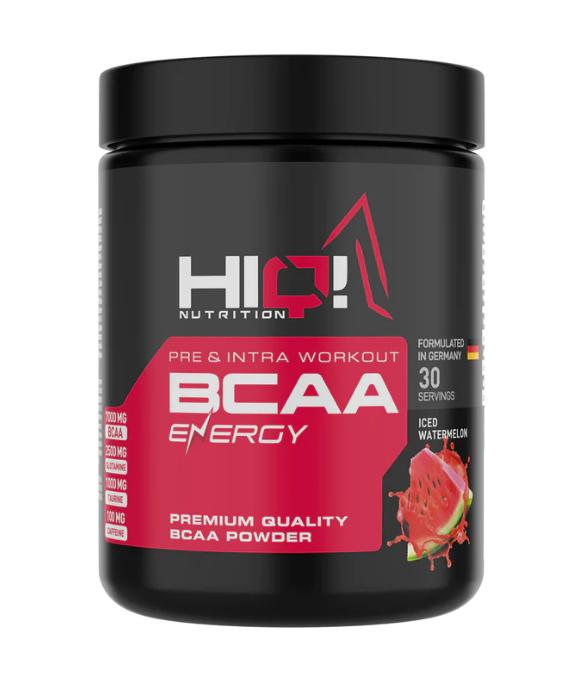 HIQ!
NUTRITION
PRE & INTRA WORKOUT
BCAA
ENERGY
PREMIUM QUALITY
BCAA POWDER
7000 MG
BCAA
2500 MG
GLUTAMINE
1000 MG
TAURINE
100 MG
CAFFEINE
FORMULATED
IN GERMANY
30
SERVINGS
ICED
WATERMELON